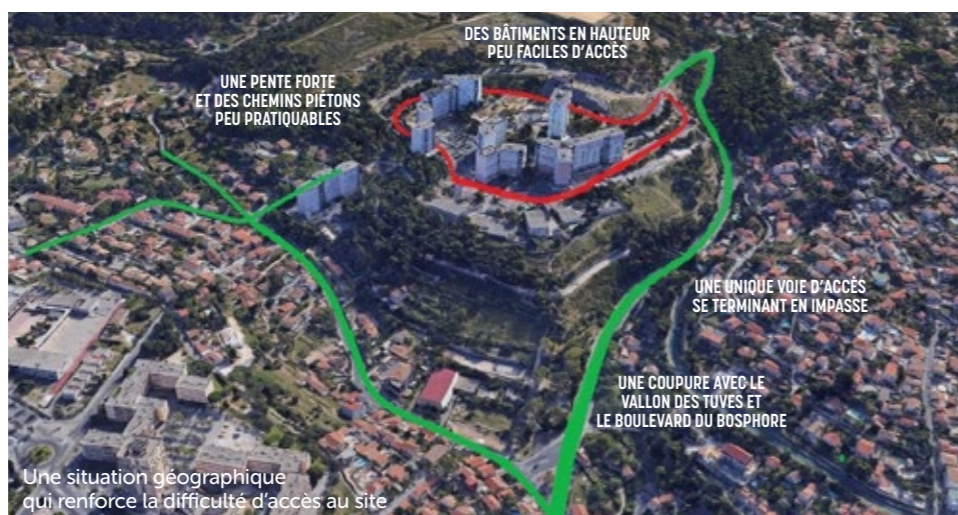 DES BÂTIMENTS EN HAUTEUR
PEU FACILES D'ACCÈS
UNE PENTE FORTE
ET DES CHEMINS PIÉTONS
PEU PRATIQUABLES
UNE UNIQUE VOIE D'ACCÈS
SE TERMINANT EN IMPASSE
UNE COUPURE AVEC LE
VALLON DES TUVES ET
LE BOULEVARD DU BOSPHORE
Une situation géographique
qui renforce la difficulté d'accès au site